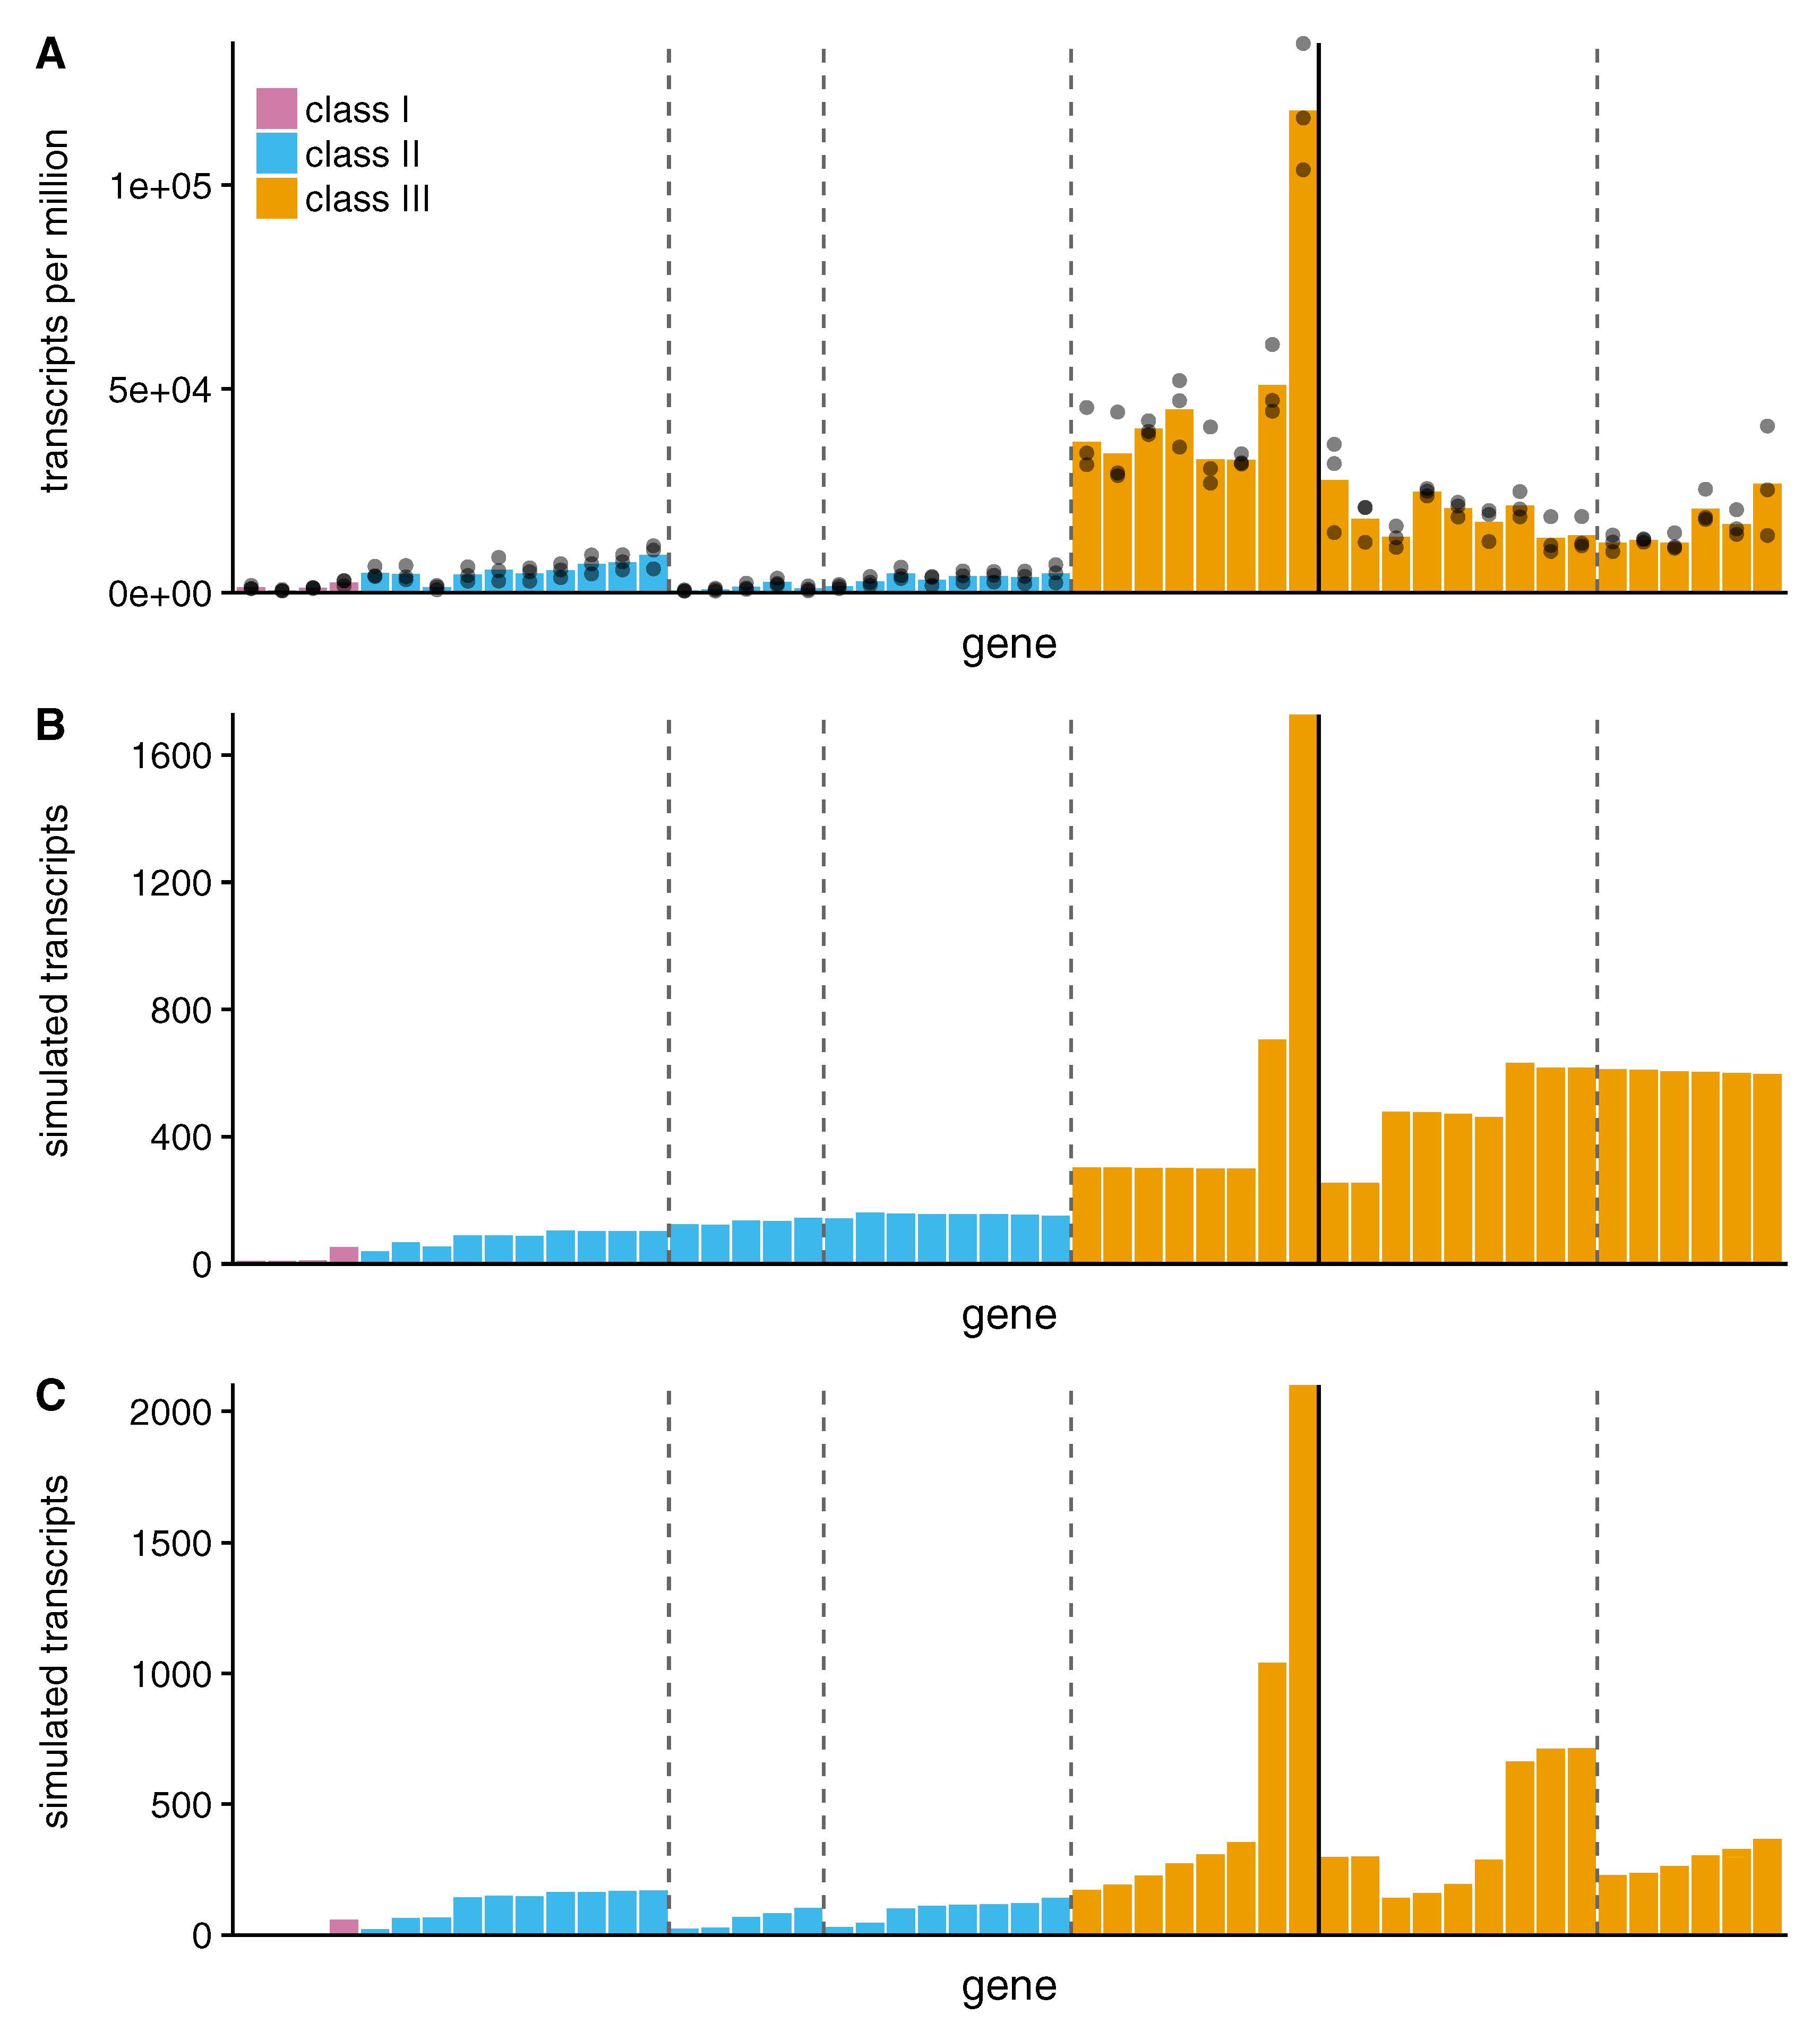 A
class I
class II
class III
transcripts per million
1e+05
5e+04
0e+00
gene
B
simulated transcripts
1600
1200
800
400
0
gene
C
simulated transcripts
2000
1500
1000
500
0
gene